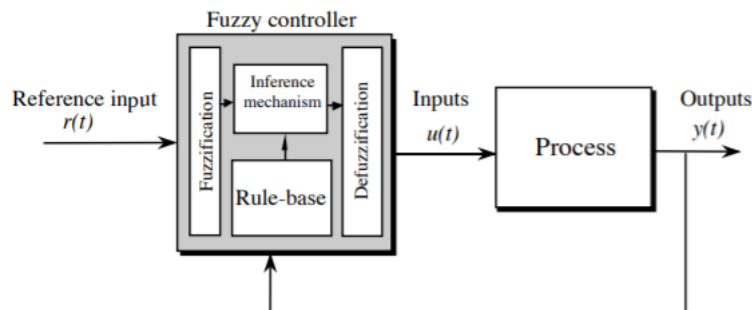 Fuzzy controller
Reference input
r(t)
Fuzzification
Inference
mechanism
Rule-base
Defuzzification
Inputs
u(t)
Process
Outputs
y(t)